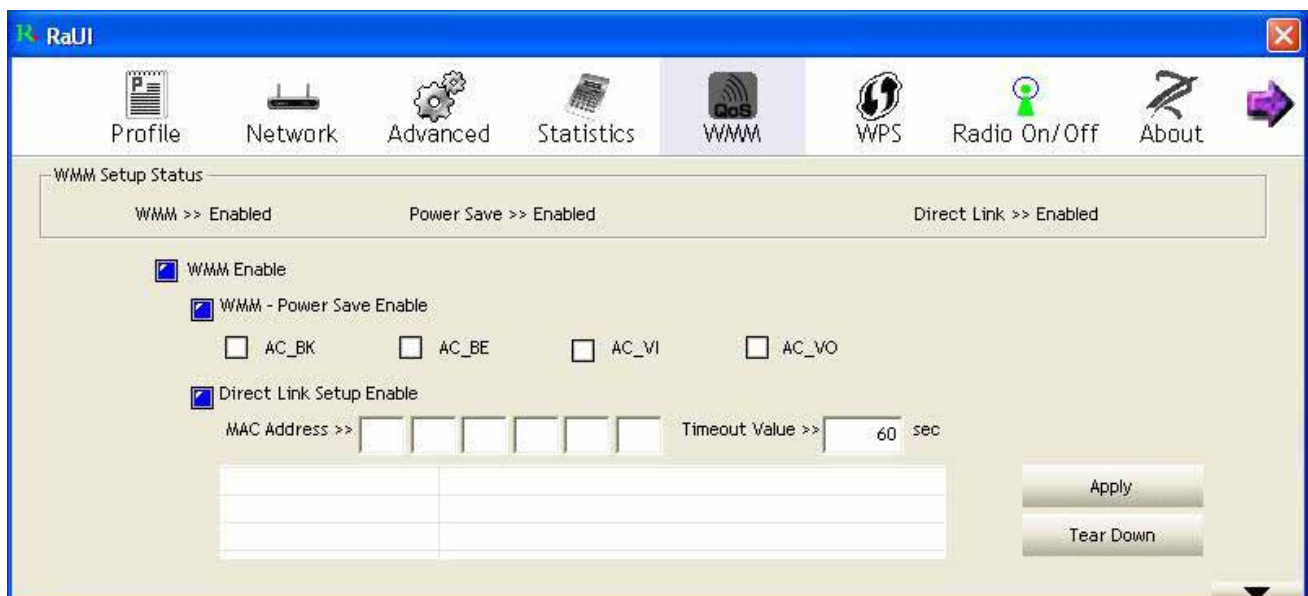 RaUI
Profile Network Advanced Statistics QoS WMM WPS Radio On/Off About
WMM Setup Status
WMM >> Enabled Power Save >> Enabled Direct Link >> Enabled
WMM Enable
WMM - Power Save Enable
AC_BK AC_BE AC_VI AC_VO
Direct Link Setup Enable
MAC Address >> Timeout Value >> 60 sec
Apply
Tear Down